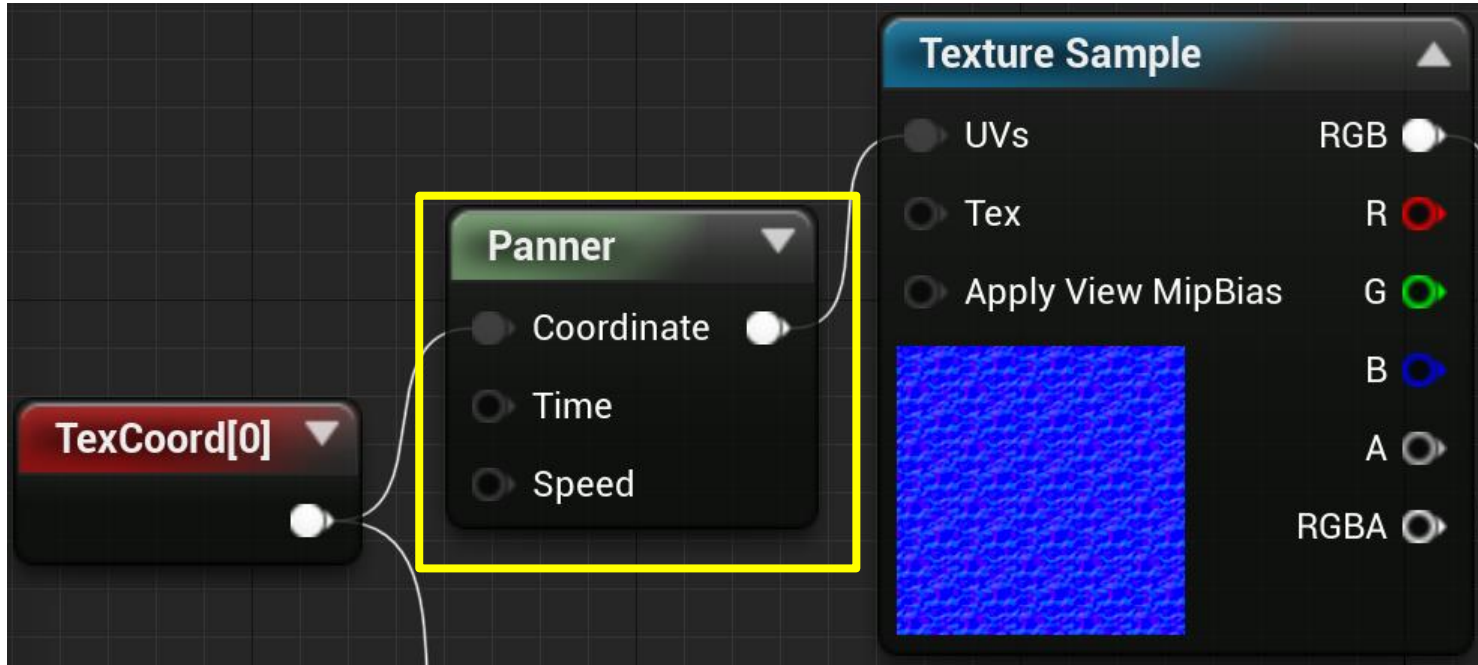 Texture Sample
UVs
RGB
Tex
R
Apply View MipBias
G
B
A
RGBA
Panner
Coordinate
Time
Speed
TexCoord[0]